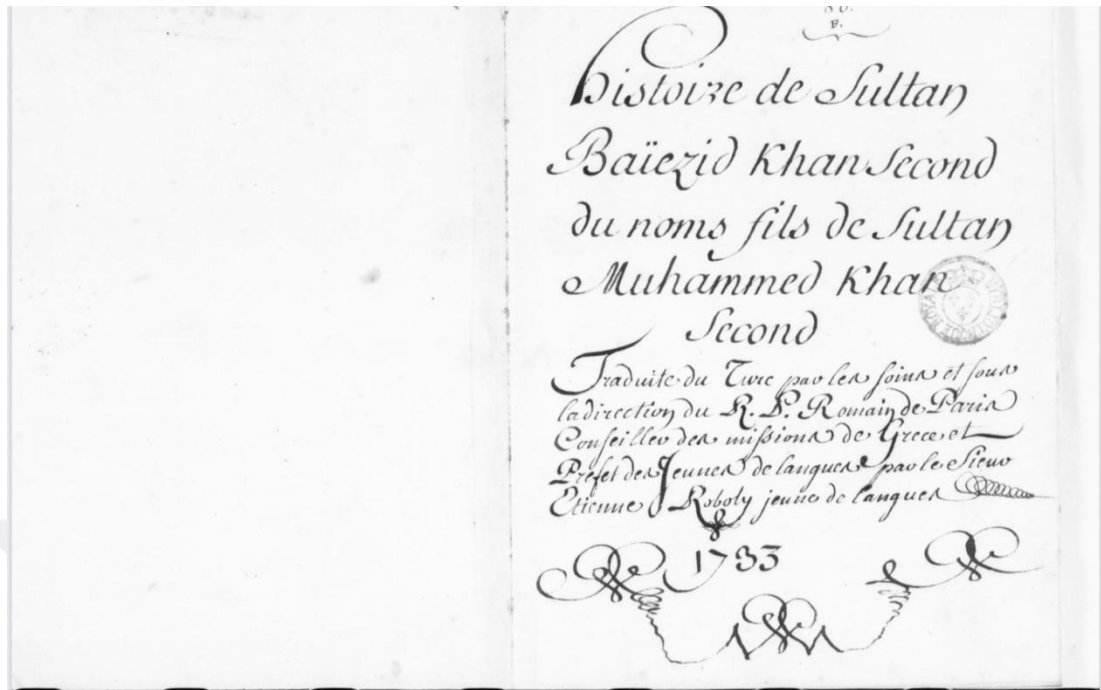 F.
histoire de Sultan
Baïezid Khan Second
du noms fils de Sultan
Muhammed Khan
Second
Traduite du Turc par les soins et sous
la direction du R. P. Romain de Paris
Conseiller des missions de Grece et
Préfet des Jeunes de langues par le Sieur
Etienne Roboly jeune de langues
1733